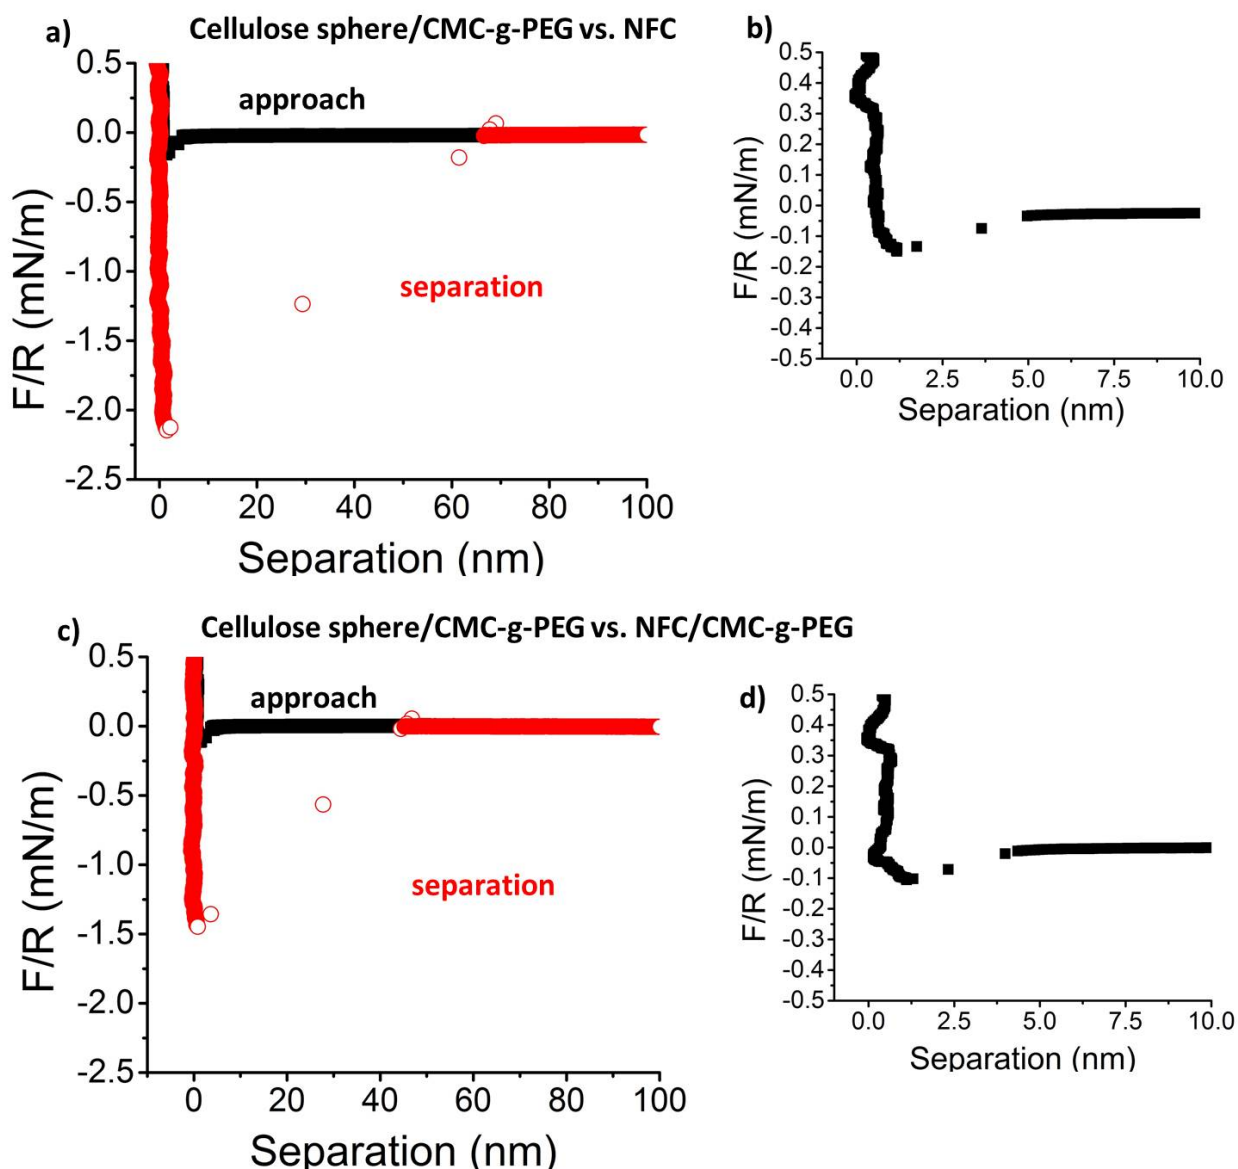 a)
Cellulose sphere/CMC-g-PEG vs. NFC
0.5
0.0
-0.5
-1.0
-1.5
-2.0
-2.5
F/R (mN/m)
approach
separation
0 20 40 60 80 100
Separation (nm)
b)
0.5
0.4
0.3
0.2
0.1
0.0
-0.1
-0.2
-0.3
-0.4
-0.5
F/R (mN/m)
0.0 2.5 5.0 7.5 10.0
Separation (nm)
c)
Cellulose sphere/CMC-g-PEG vs. NFC/CMC-g-PEG
0.5
0.0
-0.5
-1.0
-1.5
-2.0
-2.5
F/R (mN/m)
approach
separation
0 20 40 60 80 100
Separation (nm)
d)
0.5
0.4
0.3
0.2
0.1
0.0
-0.1
-0.2
-0.3
-0.4
-0.5
F/R (mN/m)
0.0 2.5 5.0 7.5 10.0
Separation (nm)